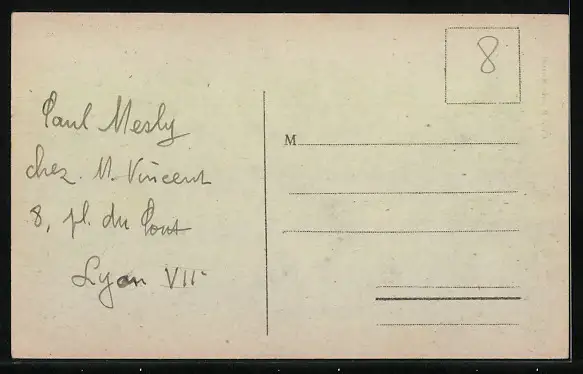 Paul Mesly
chez. M. Vincent
8, pl. du Pont
Lyon VII
8
M